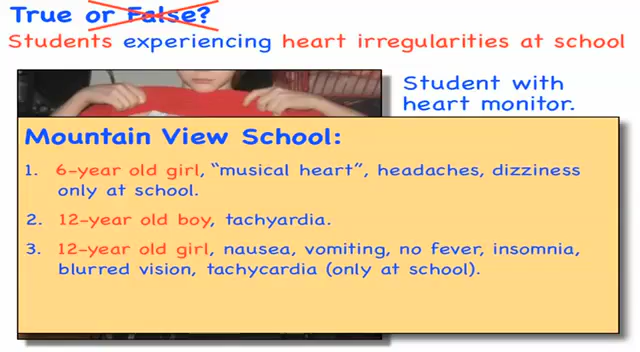 True or False?
Students experiencing heart irregularities at school
Student with
heart monitor.
Mountain View School:
1. 6-year old girl, “musical heart”, headaches, dizziness
only at school.
2. 12-year old boy, tachyardia.
3. 12-year old girl, nausea, vomiting, no fever, insomnia,
blurred vision, tachycardia (only at school).